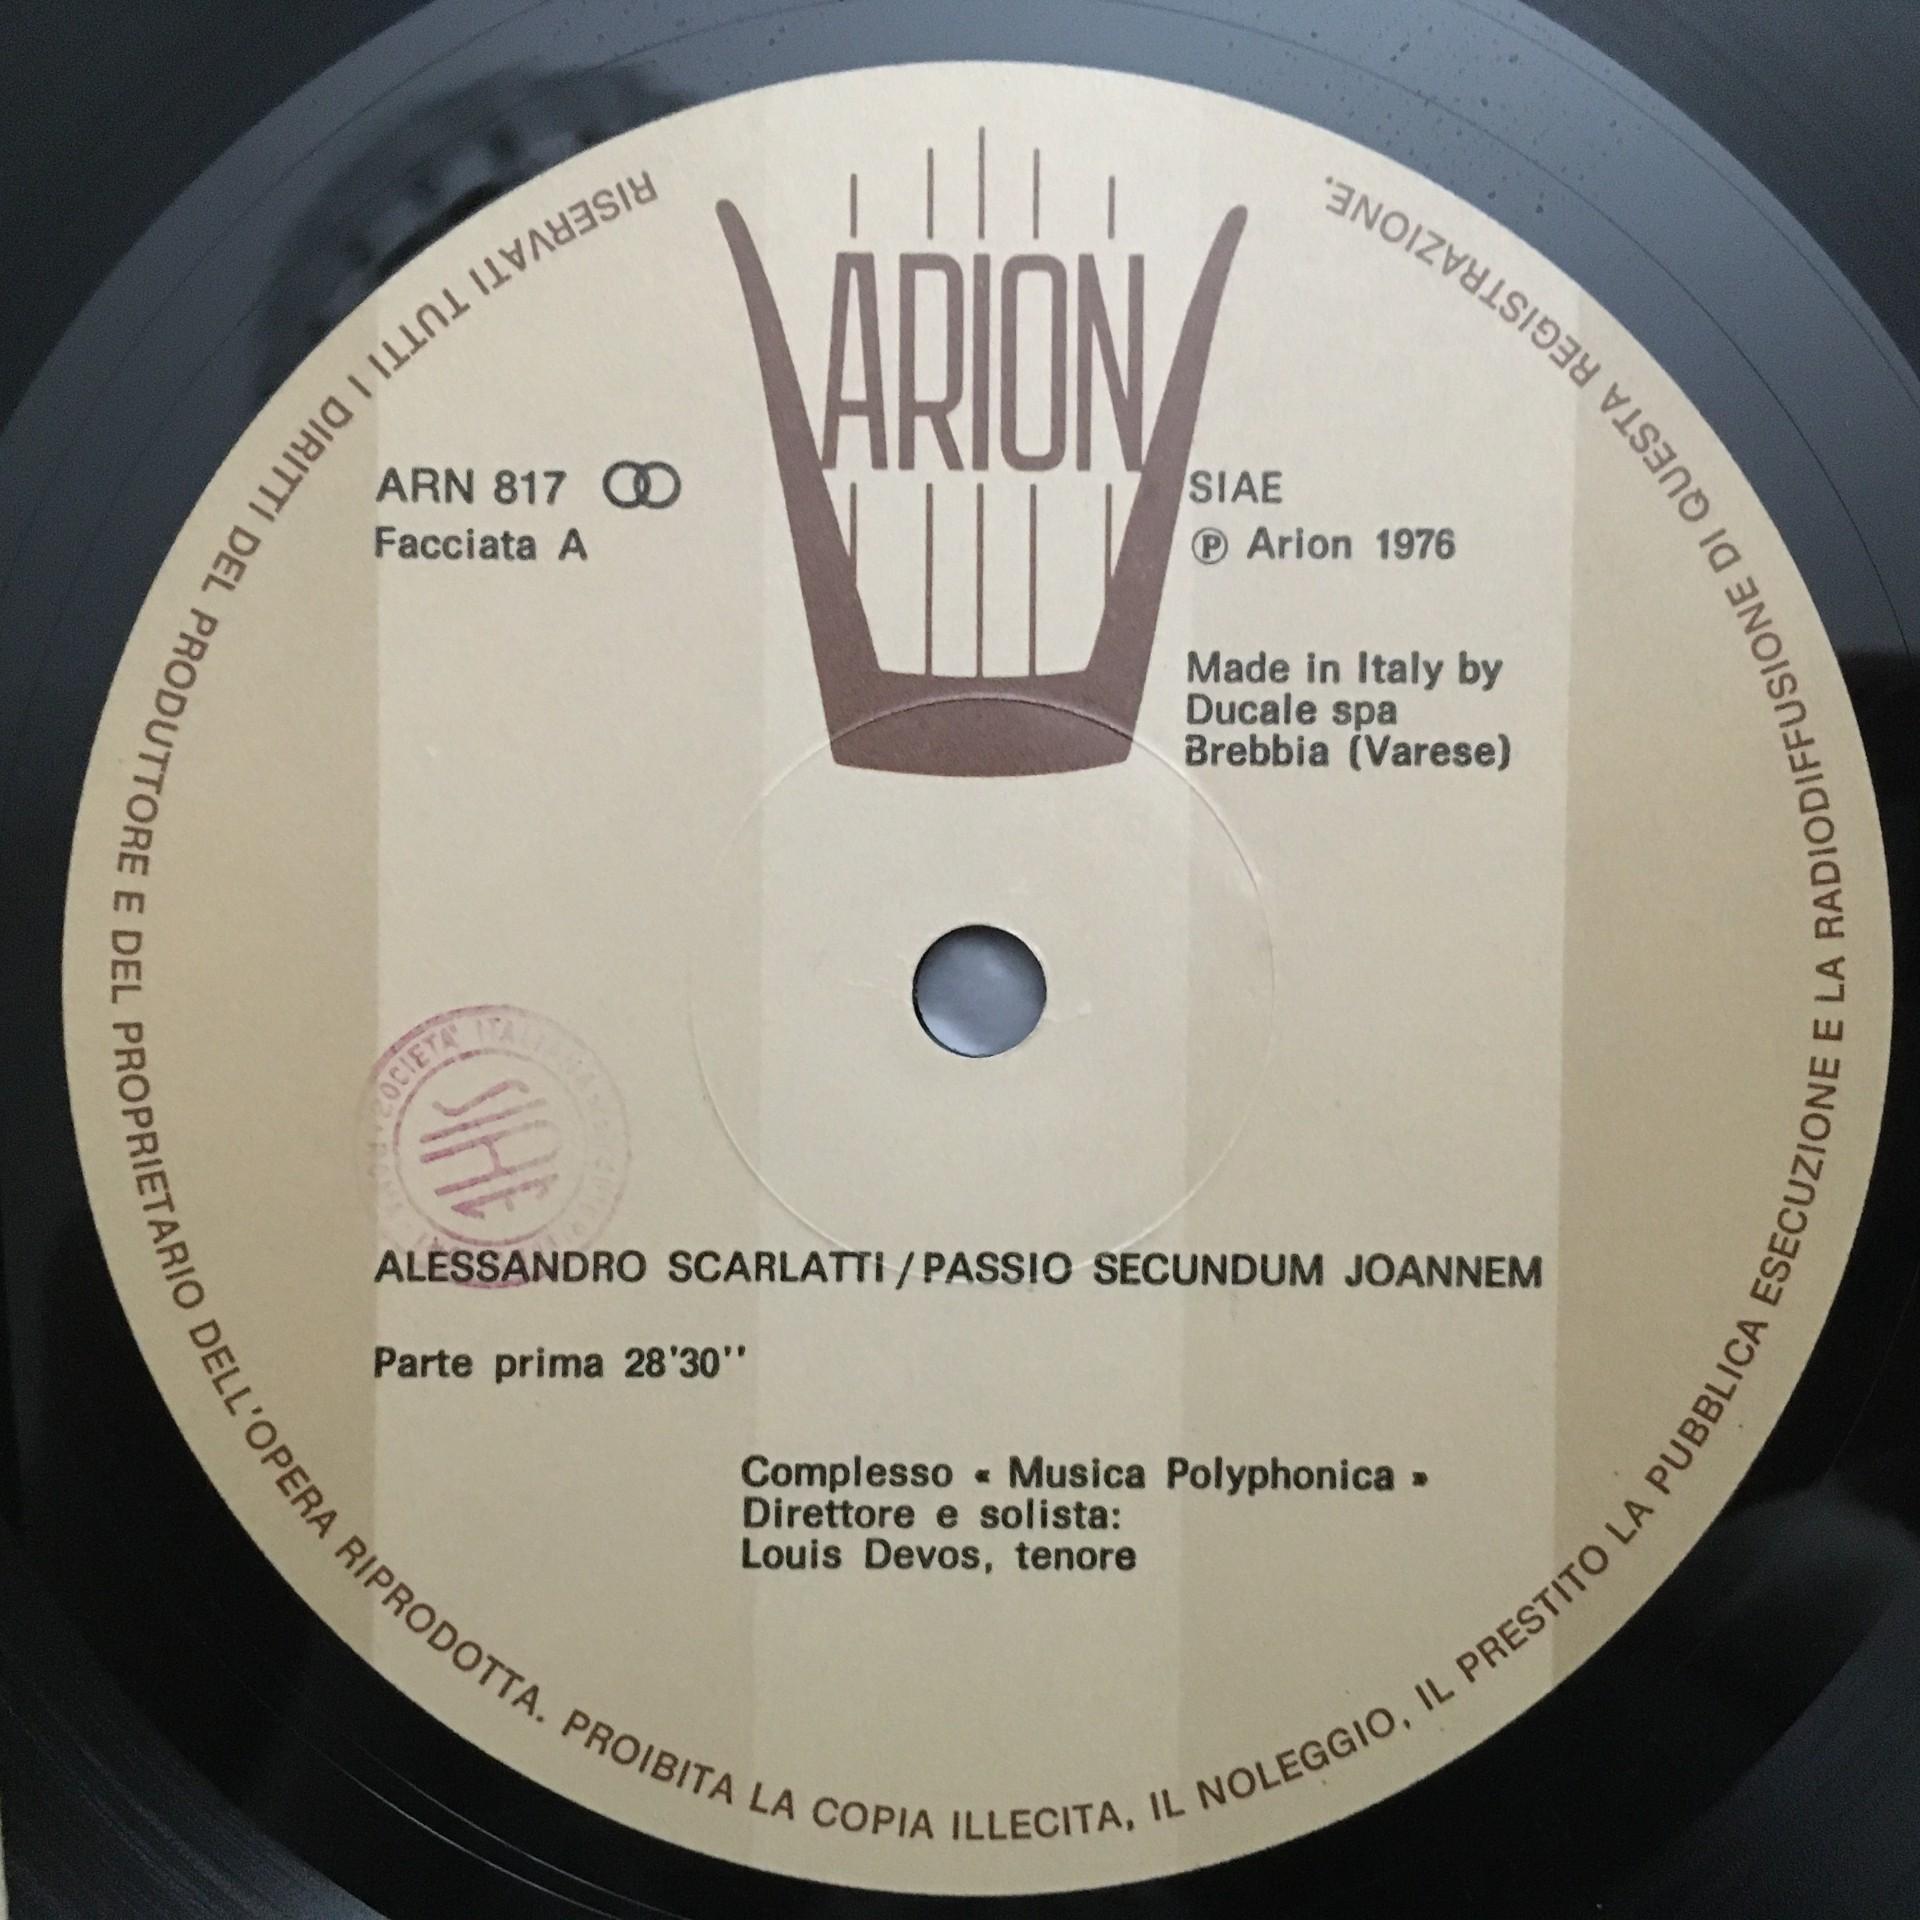 ARION
ARN 817
Facciata A
SIAE
Ⓟ Arion 1976
Made in Italy by
Ducale spa
Brebbia (Varese)
SOCIETA' ITALIANA
SIAE
ALESSANDRO SCARLATTI / PASSIO SECUNDUM JOANNEM
Parte prima 28'30''
Complesso « Musica Polyphonica »
Direttore e solista:
Louis Devos, tenore
RISERVATI TUTTI I DIRITTI DEL PRODUTTORE E DEL PROPRIETARIO DELL'OPERA RIPRODOTTA. PROIBITA LA COPIA ILLECITA, IL NOLEGGIO, IL PRESTITO LA PUBBLICA ESECUZIONE E LA RADIODIFFUSIONE DI QUESTA REGISTRAZIONE.